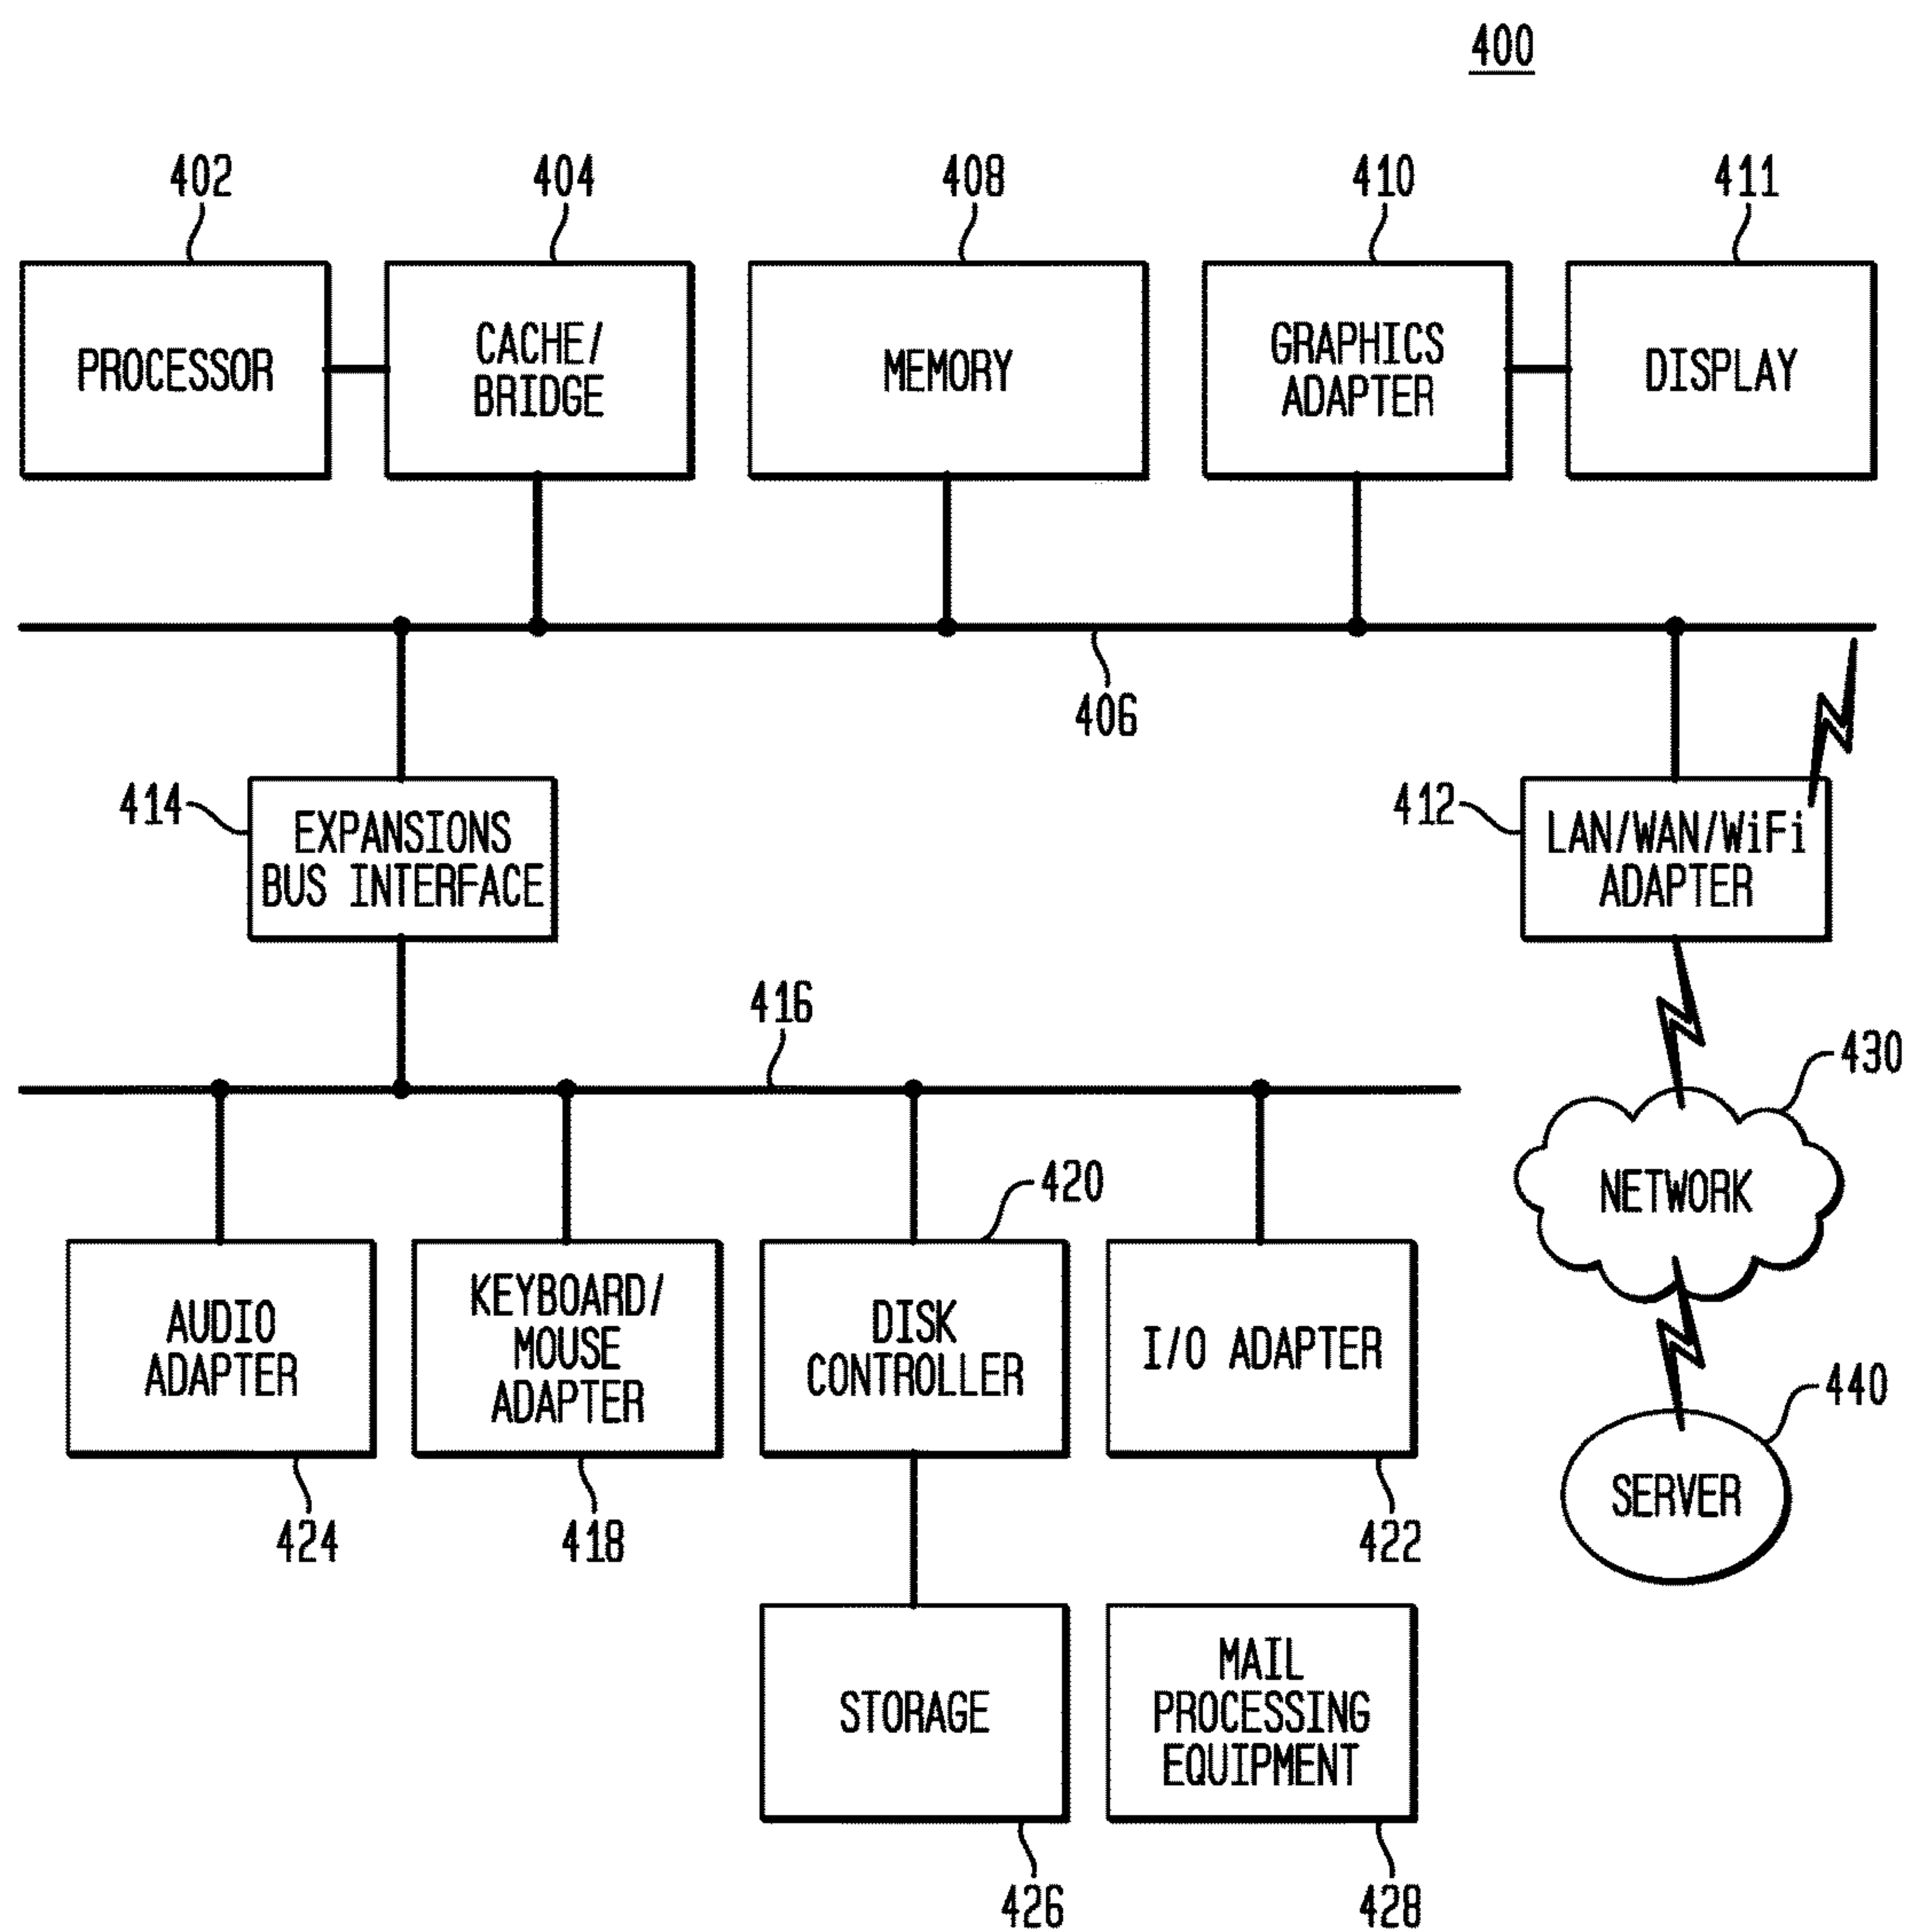 400
402
404
408
410
411
PROCESSOR
CACHE/
BRIDGE
MEMORY
GRAPHICS
ADAPTER
DISPLAY
406
414
EXPANSIONS
BUS INTERFACE
412
LAN/WAN/WiFi
ADAPTER
416
430
NETWORK
420
AUDIO
ADAPTER
KEYBOARD/
MOUSE
ADAPTER
DISK
CONTROLLER
I/O ADAPTER
440
SERVER
424
418
422
STORAGE
MAIL
PROCESSING
EQUIPMENT
426
428